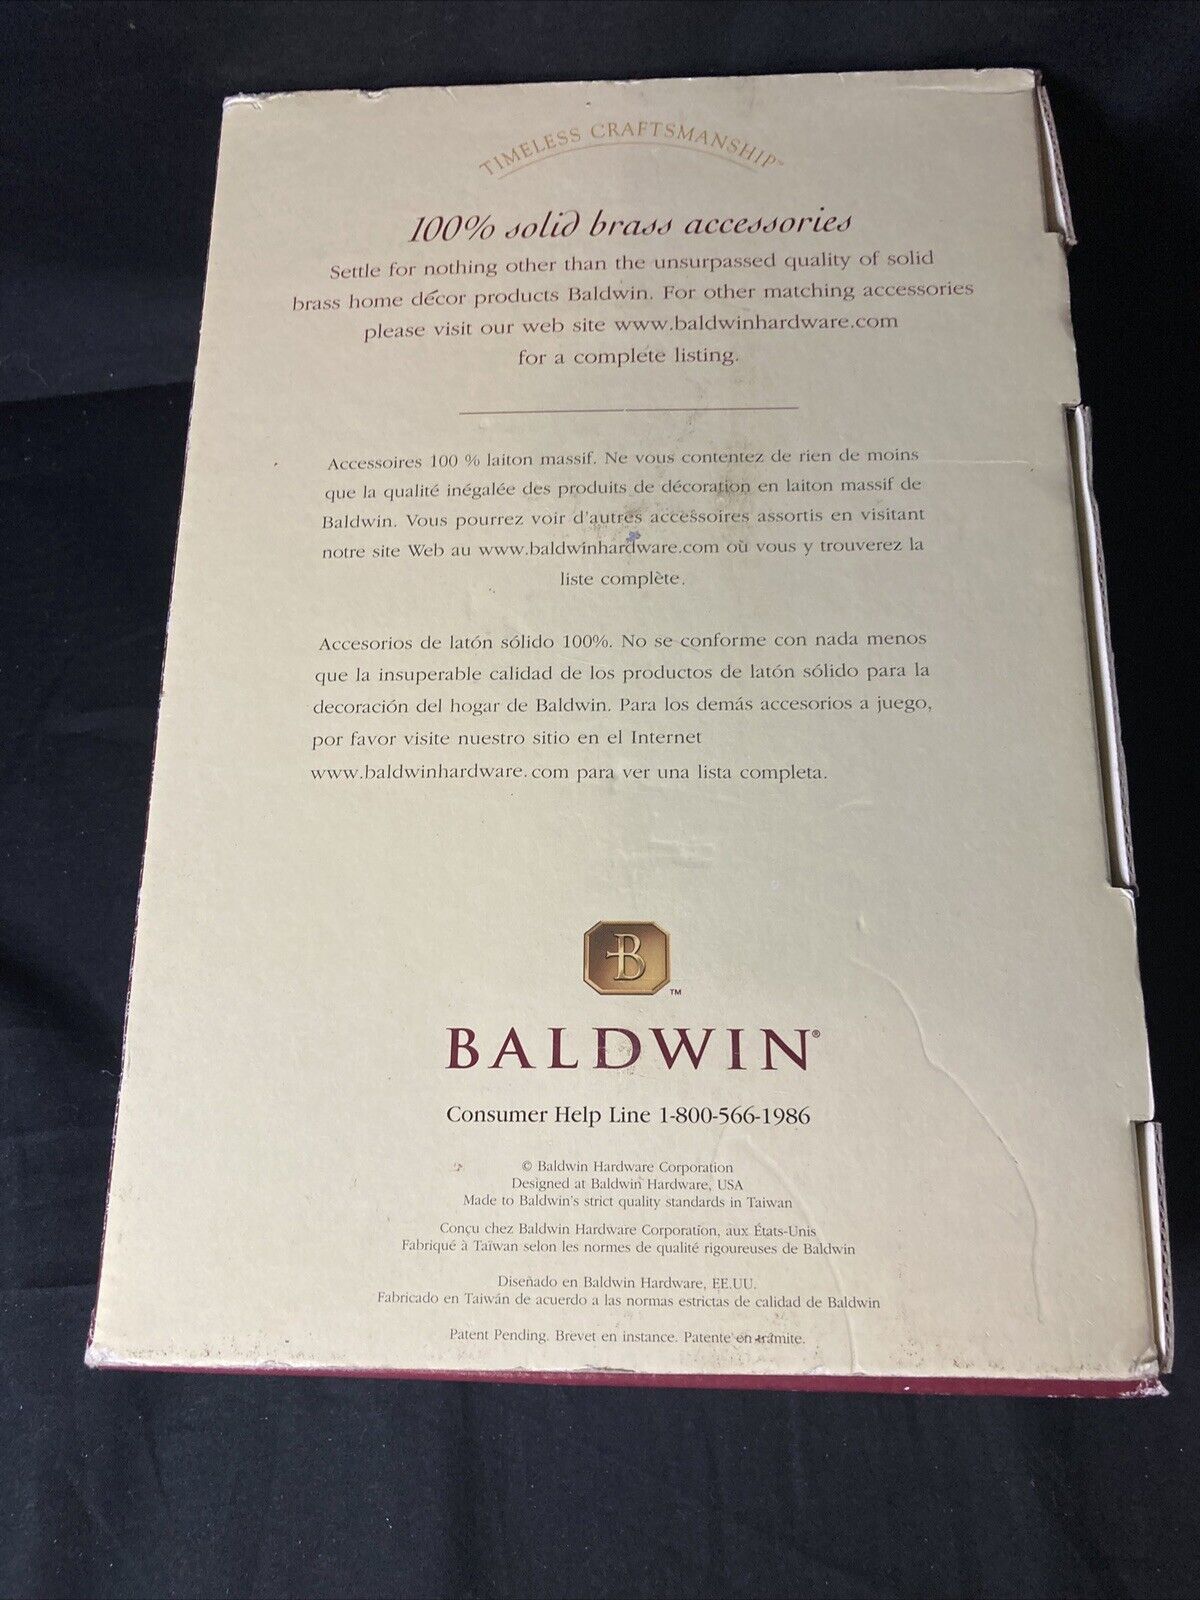 TIMELESS CRAFTSMANSHIP™
100% solid brass accessories
Settle for nothing other than the unsurpassed quality of solid
brass home décor products Baldwin. For other matching accessories
please visit our web site www.baldwinhardware.com
for a complete listing.
Accessoires 100 % laiton massif. Ne vous contentez de rien de moins
que la qualité inégalée des produits de décoration en laiton massif de
Baldwin. Vous pourrez voir d'autres accessoires assortis en visitant
notre site Web au www.baldwinhardware.com où vous y trouverez la
liste complète.
Accesorios de latón sólido 100%. No se conforme con nada menos
que la insuperable calidad de los productos de latón sólido para la
decoración del hogar de Baldwin. Para los demás accesorios a juego,
por favor visite nuestro sitio en el Internet
www.baldwinhardware.com para ver una lista completa.
B™
BALDWIN®
Consumer Help Line 1-800-566-1986
© Baldwin Hardware Corporation
Designed at Baldwin Hardware, USA
Made to Baldwin's strict quality standards in Taiwan
Conçu chez Baldwin Hardware Corporation, aux États-Unis
Fabriqué à Taïwan selon les normes de qualité rigoureuses de Baldwin
Diseñado en Baldwin Hardware, EE.UU.
Fabricado en Taiwán de acuerdo a las normas estrictas de calidad de Baldwin
Patent Pending. Brevet en instance. Patente en trámite.